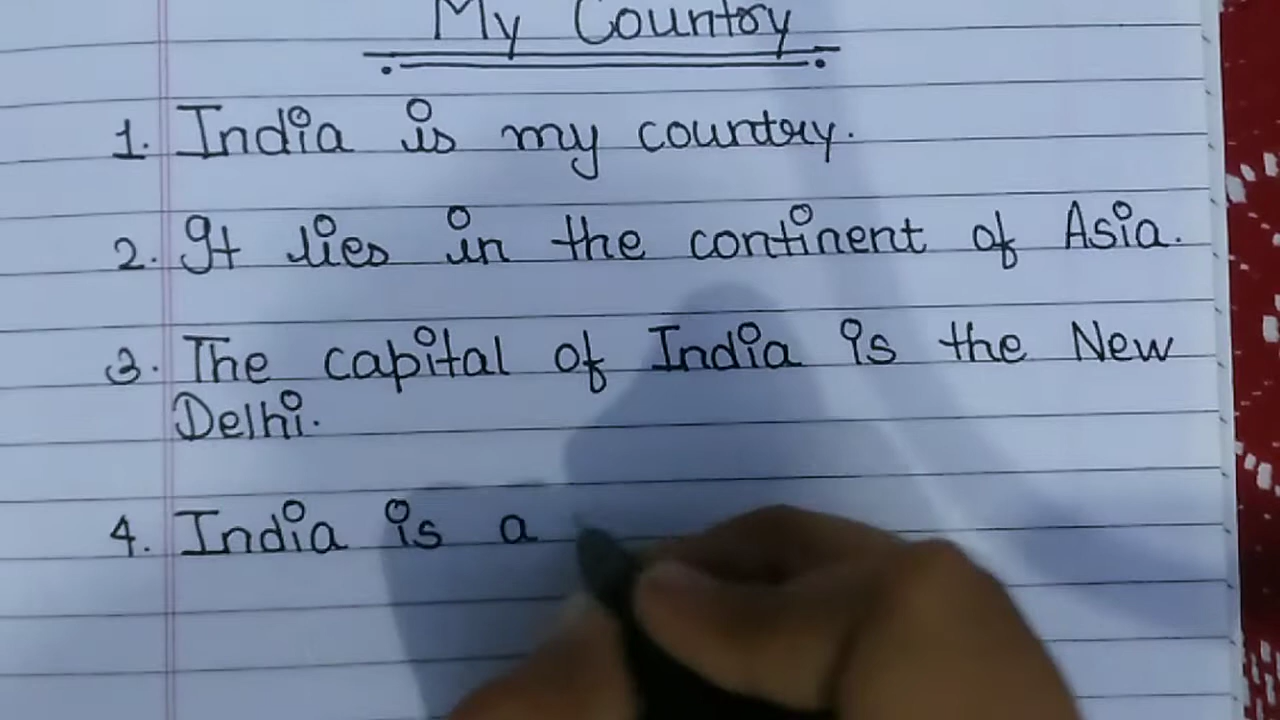 My Country
1. India is my country.
2. It lies in the continent of Asia.
3. The capital of India is the New
Delhi.
4. India is a